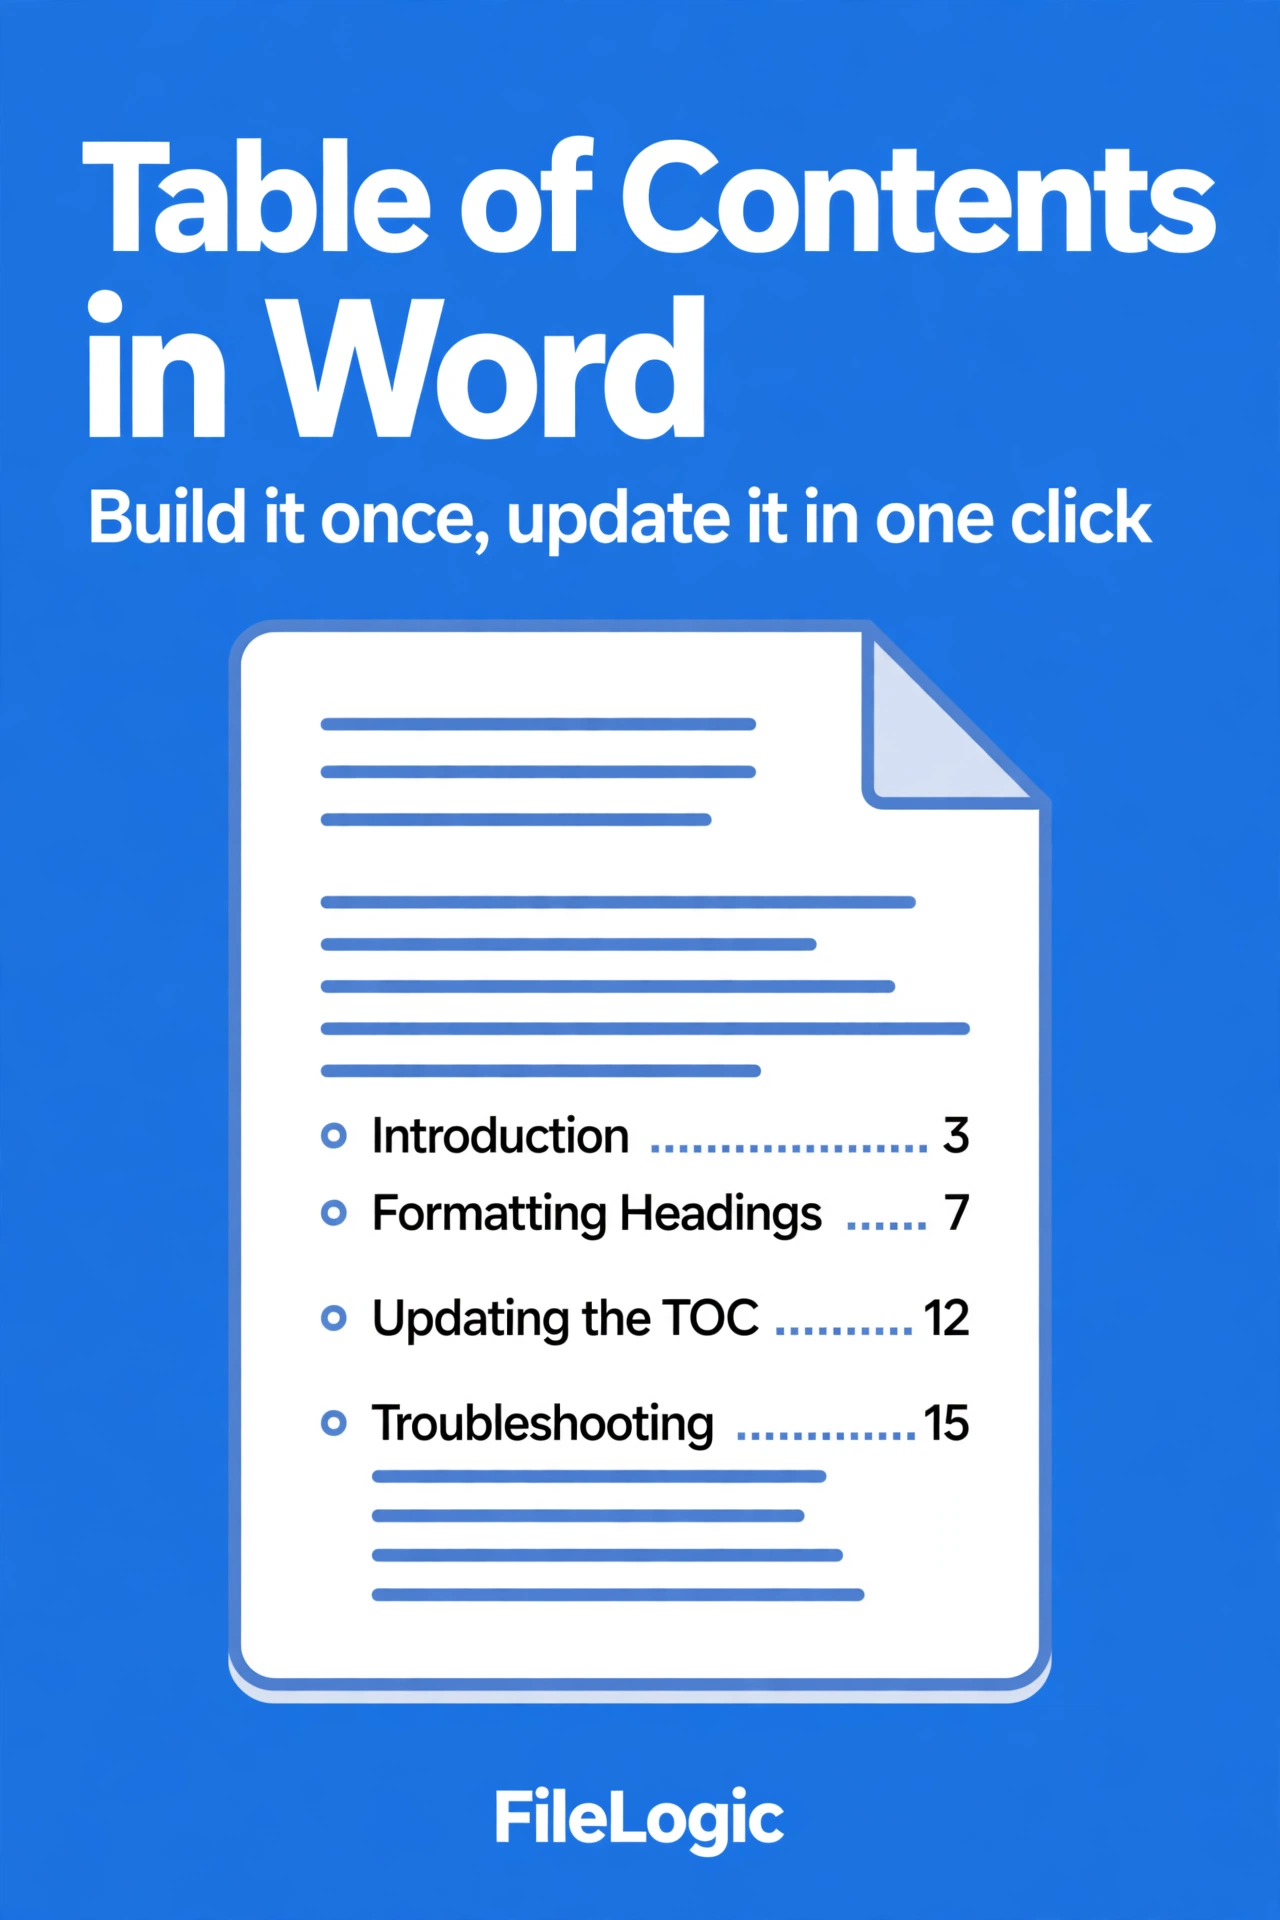 Table of Contents
in Word
Build it once, update it in one click
Introduction .................... 3
Formatting Headings ...... 7
Updating the TOC .......... 12
Troubleshooting ............. 15
FileLogic